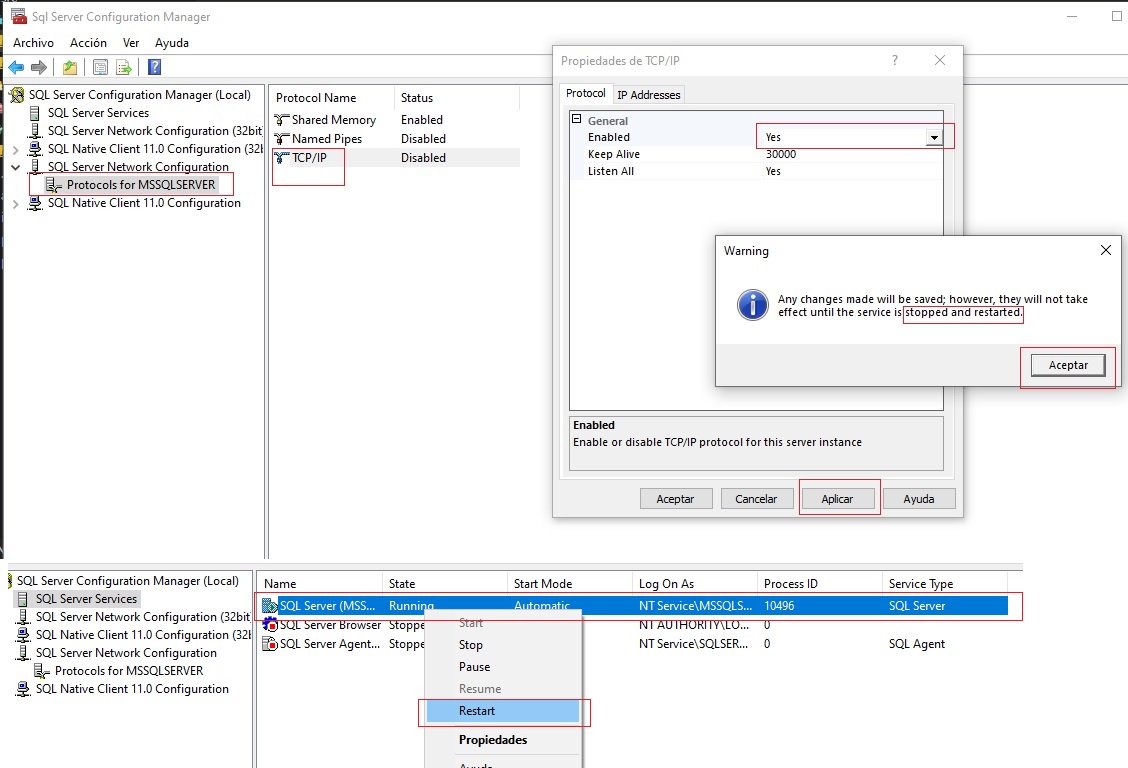 Sql Server Configuration Manager
Archivo Acción Ver Ayuda
SQL Server Configuration Manager (Local)
SQL Server Services
SQL Server Network Configuration (32bit
SQL Native Client 11.0 Configuration (32b
SQL Server Network Configuration
Protocols for MSSQLSERVER
SQL Native Client 11.0 Configuration
Protocol Name Status
Shared Memory Enabled
Named Pipes Disabled
TCP/IP Disabled
Propiedades de TCP/IP ?
Protocol IP Addresses
General
Enabled Yes
Keep Alive 30000
Listen All Yes
Warning
Any changes made will be saved; however, they will not take
effect until the service is stopped and restarted.
Aceptar
Enabled
Enable or disable TCP/IP protocol for this server instance
Aceptar Cancelar Aplicar Ayuda
SQL Server Configuration Manager (Local)
SQL Server Services
SQL Server Network Configuration (32bit
SQL Native Client 11.0 Configuration (32b
SQL Server Network Configuration
Protocols for MSSQLSERVER
SQL Native Client 11.0 Configuration
Name State Start Mode Log On As Process ID Service Type
SQL Server (MSS... Running Automatic NT Service\MSSQLS... 10496 SQL Server
SQL Server Browser Stoppe NT AUTHORITY\LO... 0
SQL Server Agent... Stoppe NT Service\SQLSER... 0 SQL Agent
Start
Stop
Pause
Resume
Restart
Propiedades
Ayuda